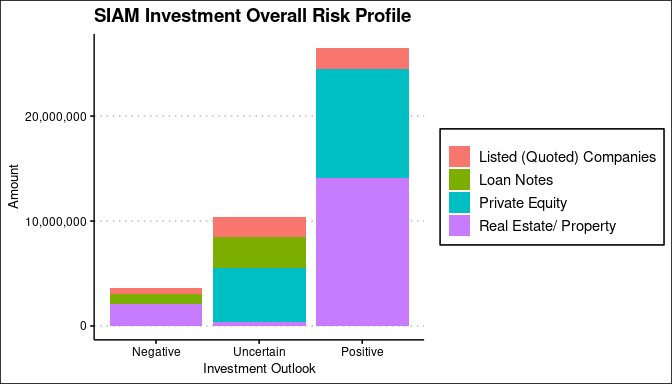 SIAM Investment Overall Risk Profile
Amount
20,000,000
10,000,000
0
Negative Uncertain Positive
Investment Outlook
Listed (Quoted) Companies
Loan Notes
Private Equity
Real Estate/ Property